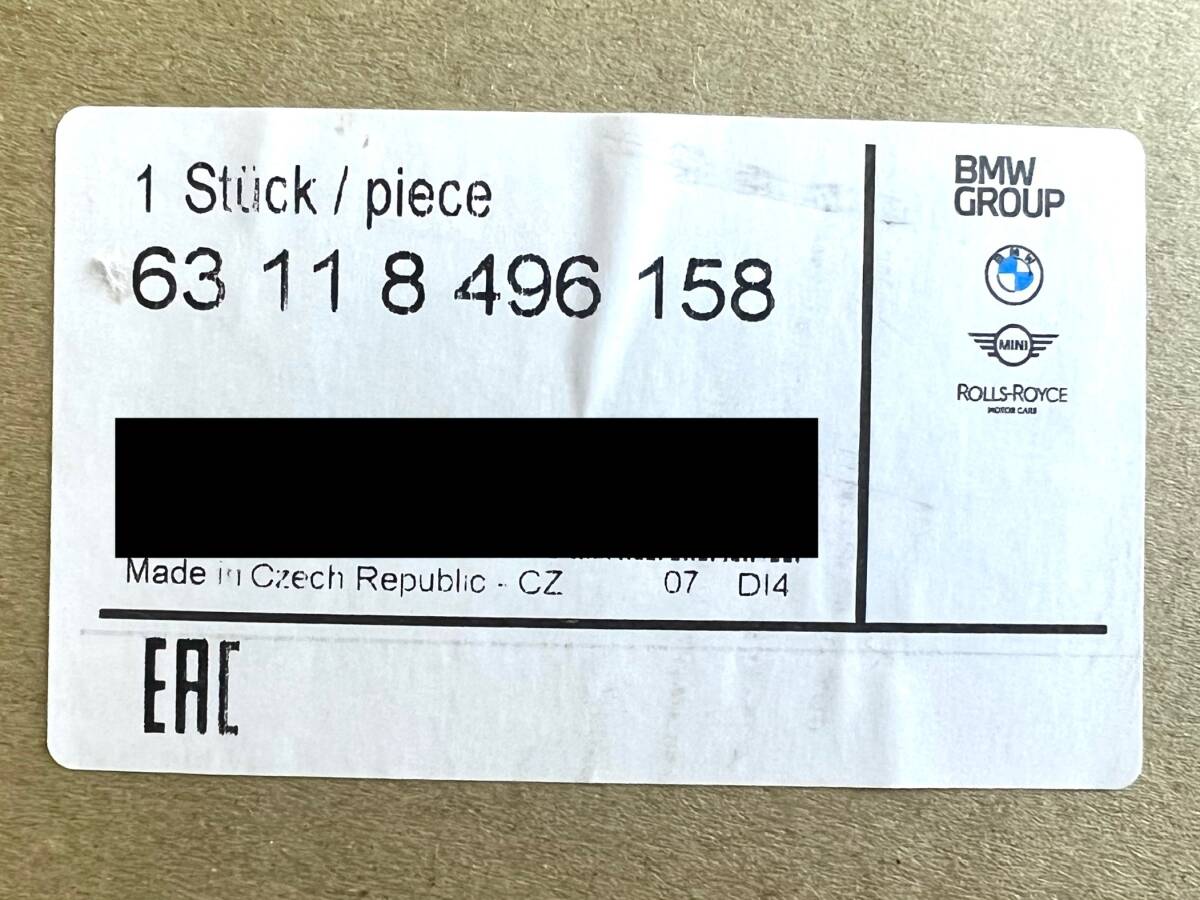 1 Stück / piece
63 11 8 496 158
Made in Czech Republic - CZ 07 DI4
EAC
BMW
GROUP
BMW
MINI
ROLLS-ROYCE
MOTOR CARS